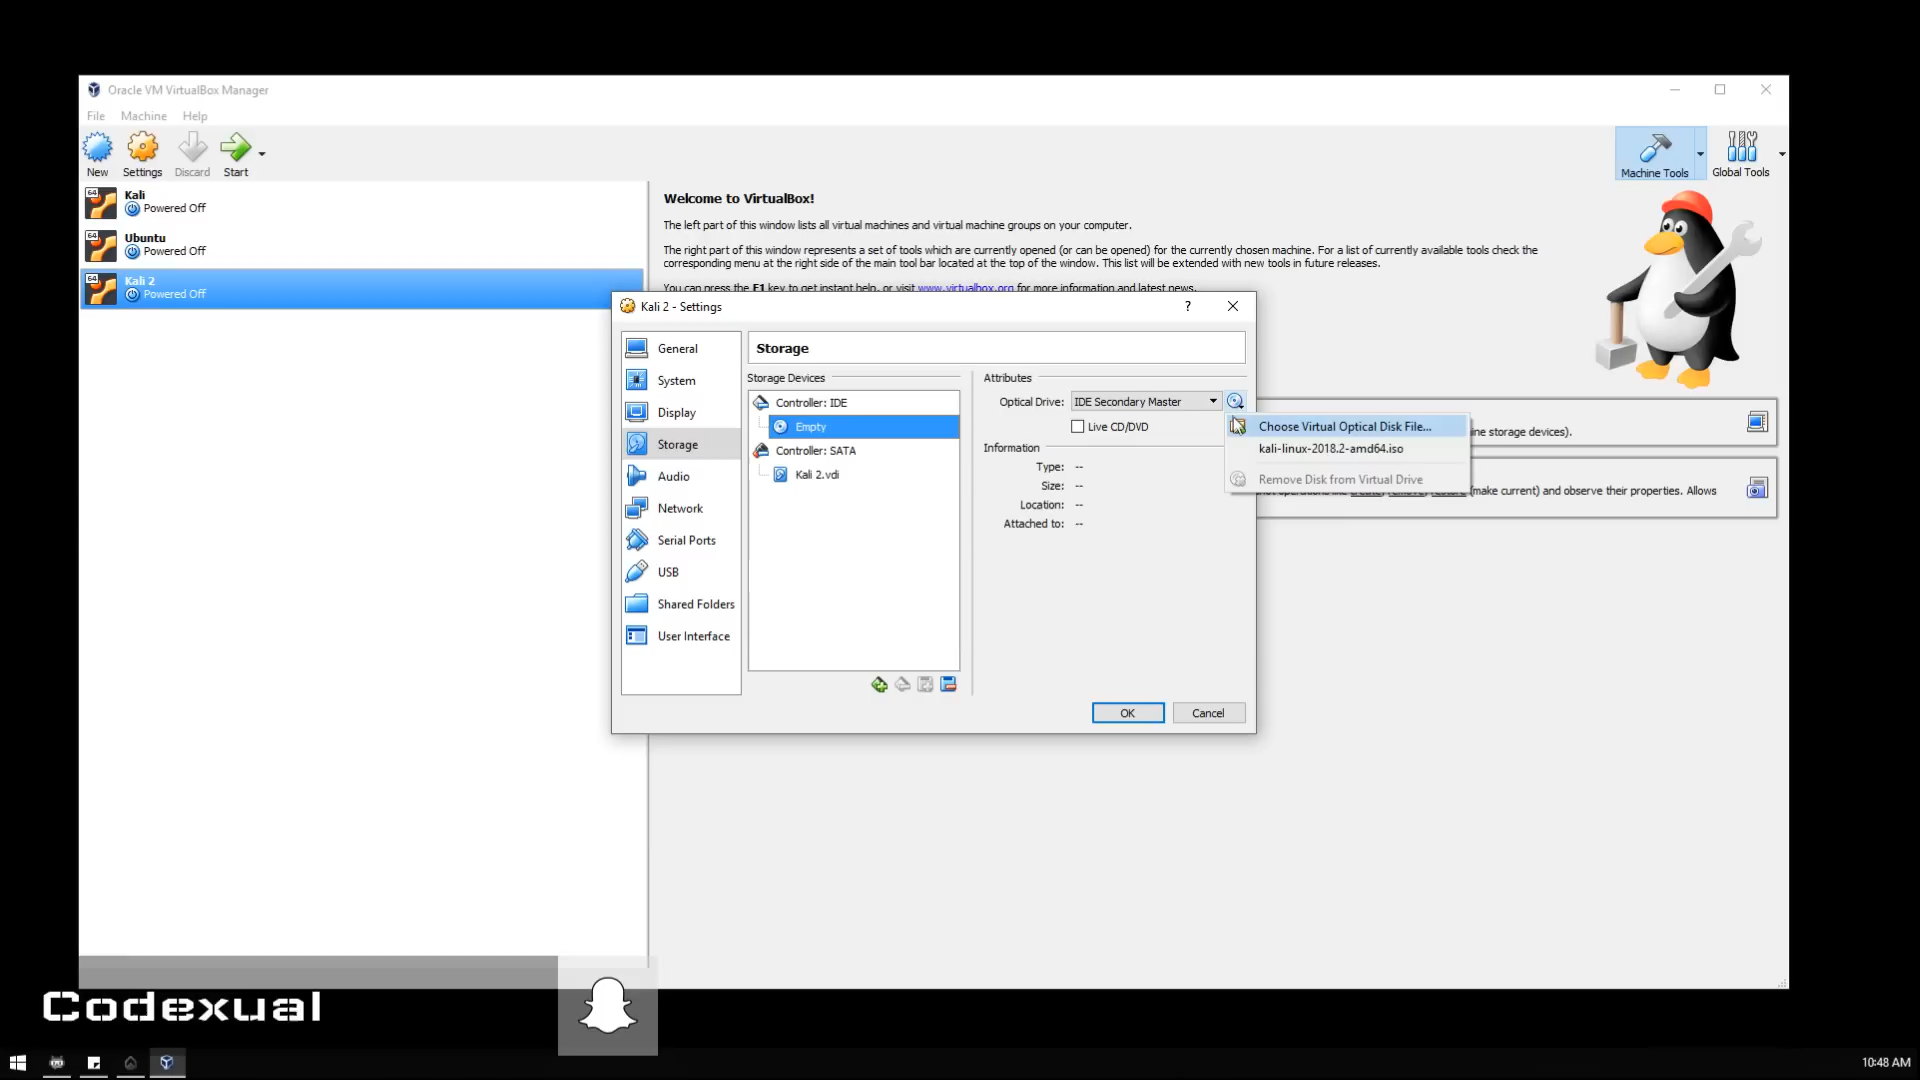 Oracle VM VirtualBox Manager
File Machine Help
New Settings Discard Start
Machine Tools Global Tools
64 Kali
Powered Off
64 Ubuntu
Powered Off
64 Kali 2
Powered Off
Welcome to VirtualBox!
The left part of this window lists all virtual machines and virtual machine groups on your computer.
The right part of this window represents a set of tools which are currently opened (or can be opened) for the currently chosen machine. For a list of currently available tools check the
corresponding menu at the right side of the main tool bar located at the top of the window. This list will be extended with new tools in future releases.
You can press the F1 key to get instant help, or visit www.virtualbox.org for more information and latest news.
Kali 2 - Settings ?
General
System
Display
Storage
Audio
Network
Serial Ports
USB
Shared Folders
User Interface
Storage
Storage Devices
Controller: IDE
Empty
Controller: SATA
Kali 2.vdi
Attributes
Optical Drive: IDE Secondary Master
Live CD/DVD
Information
Type: --
Size: --
Location: --
Attached to: --
OK Cancel
Choose Virtual Optical Disk File...
kali-linux-2018.2-amd64.iso
Remove Disk from Virtual Drive
storage devices).
(make current) and observe their properties. Allows
Codexual
10:48 AM